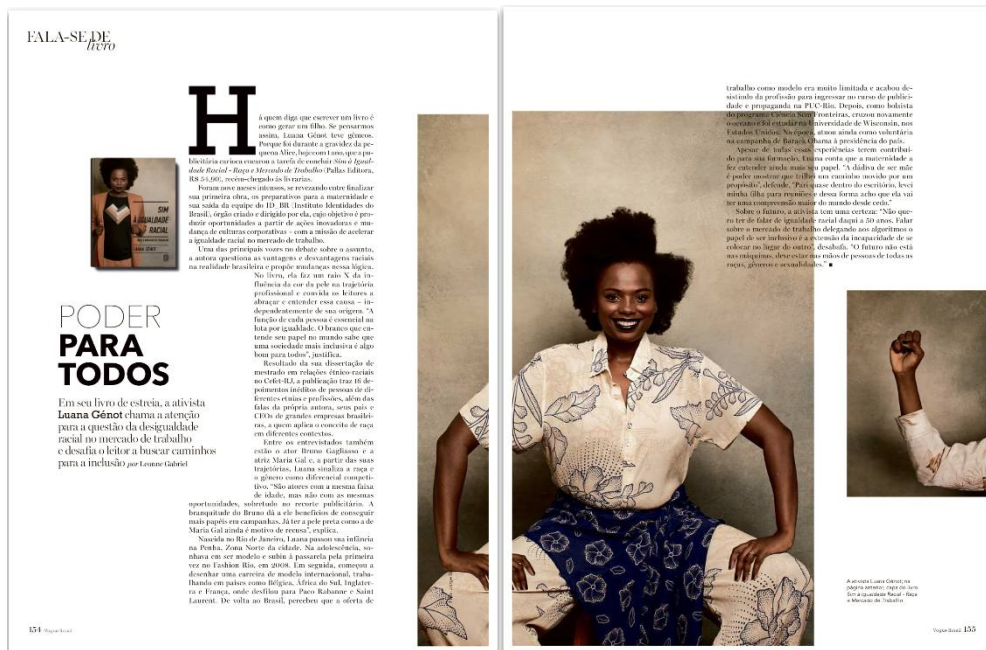 FALA-SE DE
livro
Há quem diga que escrever um livro é
como gerar um filho. Se pensarmos
assim, Luana Génot teve gêmeos.
Porque foi durante a gravidez da pe-
quena Alice, hoje com 1 ano, que a pu-
blicitária carioca encarou a tarefa de concluir Sim à Igual-
dade Racial - Raça e Mercado de Trabalho (Pallas Editora,
R$ 54,90), recém-chegado às livrarias.
Foram nove meses intensos, se revezando entre finalizar
sua primeira obra, os preparativos para a maternidade e
sua saída da equipe do ID_BR (Instituto Identidades do
Brasil), órgão criado e dirigido por ela, cujo objetivo é pro-
duzir oportunidades a partir de ações inovadoras e mu-
dança de culturas corporativas – com a missão de acelerar
a igualdade racial no mercado de trabalho.
Uma das principais vozes no debate sobre o assunto,
a autora questiona as vantagens e desvantagens raciais
na realidade brasileira e propõe mudanças nessa lógica.
No livro, ela faz um raio X da in-
fluência da cor da pele na trajetória
profissional e convida os leitores a
abraçar e entender essa causa – in-
dependentemente de sua origem. "A
função de cada pessoa é essencial na
luta por igualdade. O branco que en-
tende seu papel no mundo sabe que
uma sociedade mais inclusiva é algo
bom para todos", justifica.
Resultado da sua dissertação de
mestrado em relações étnico-raciais
no Cefet-RJ, a publicação traz 16 de-
poimentos inéditos de pessoas de di-
ferentes etnias e profissões, além das
falas da própria autora, seus pais e
CEOs de grandes empresas brasilei-
ras, a quem aplica o conceito de raça
em diferentes contextos.
Entre os entrevistados também
estão o ator Bruno Gagliasso e a
atriz Maria Gal e, a partir das suas
trajetórias, Luana sinaliza a raça e
o gênero como diferencial competi-
tivo. "São atores com a mesma faixa
de idade, mas não com as mesmas
oportunidades, sobretudo no recorte publicitário. A
branquitude do Bruno dá a ele benefícios de conseguir
mais papéis em campanhas. Já ter a pele preta como a de
Maria Gal ainda é motivo de recusa", explica.
Nascida no Rio de Janeiro, Luana passou sua infância
na Penha, Zona Norte da cidade. Na adolescência, so-
nhava em ser modelo e subiu à passarela pela primeira
vez no Fashion Rio, em 2008. Em seguida, começou a
desenhar uma carreira de modelo internacional, traba-
lhando em países como Bélgica, África do Sul, Inglater-
ra e França, onde desfilou para Paco Rabanne e Saint
Laurent. De volta ao Brasil, percebeu que a oferta de
SIM
À IGUALDADE
RACIAL
PODER
PARA
TODOS
Em seu livro de estreia, a ativista
Luana Génot chama a atenção
para a questão da desigualdade
racial no mercado de trabalho
e desafia o leitor a buscar caminhos
para a inclusão por Leonne Gabriel
154 Vogue Brasil
trabalho como modelo era muito limitada e acabou de-
sistindo da profissão para ingressar no curso de publici-
dade e propaganda na PUC-Rio. Depois, como bolsista
do programa Ciência Sem Fronteiras, cruzou novamente
o oceano e foi estudar na Universidade de Wisconsin, nos
Estados Unidos. Na época, atuou ainda como voluntária
na campanha de Barack Obama à presidência do país.
Apesar de todas essas experiências terem contribuí-
do para sua formação, Luana conta que a maternidade a
fez entender ainda mais seu papel. "A dádiva de ser mãe
é poder mostrar que trilhei um caminho movido por um
propósito", defende. "Pari quase dentro do escritório, levei
minha filha para reuniões e dessa forma acho que ela vai
ter uma compreensão maior do mundo desde cedo."
Sobre o futuro, a ativista tem uma certeza: "Não que-
ro ter de falar de igualdade racial daqui a 50 anos. Falar
sobre o mercado de trabalho delegando aos algoritmos o
papel de ser inclusivo é a extensão da incapacidade de se
colocar no lugar do outro", desabafa. "O futuro não está
nas máquinas, deve estar nas mãos de pessoas de todas as
raças, gêneros e sexualidades." ■
A ativista Luana Génot; na
página anterior, capa do livro
Sim à Igualdade Racial - Raça
e Mercado de Trabalho
Vogue Brasil 155